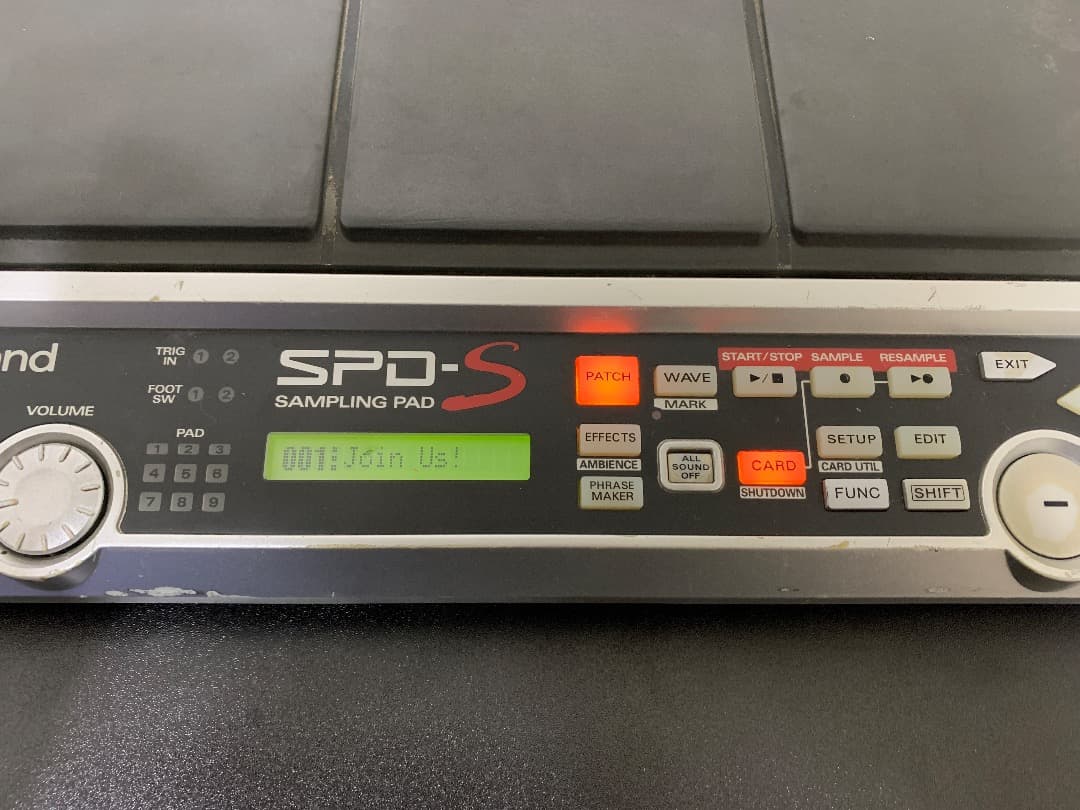 and
TRIG IN 1 2
FOOT SW 1 2
VOLUME
PAD
1 2 3
4 5 6
7 8 9
SPD-S
SAMPLING PAD
001:Join Us!
PATCH
WAVE
MARK
EFFECTS
AMBIENCE
PHRASE MAKER
ALL SOUND OFF
START/STOP SAMPLE RESAMPLE
CARD
SHUTDOWN
SETUP
CARD UTIL
EDIT
FUNC
SHIFT
EXIT
-